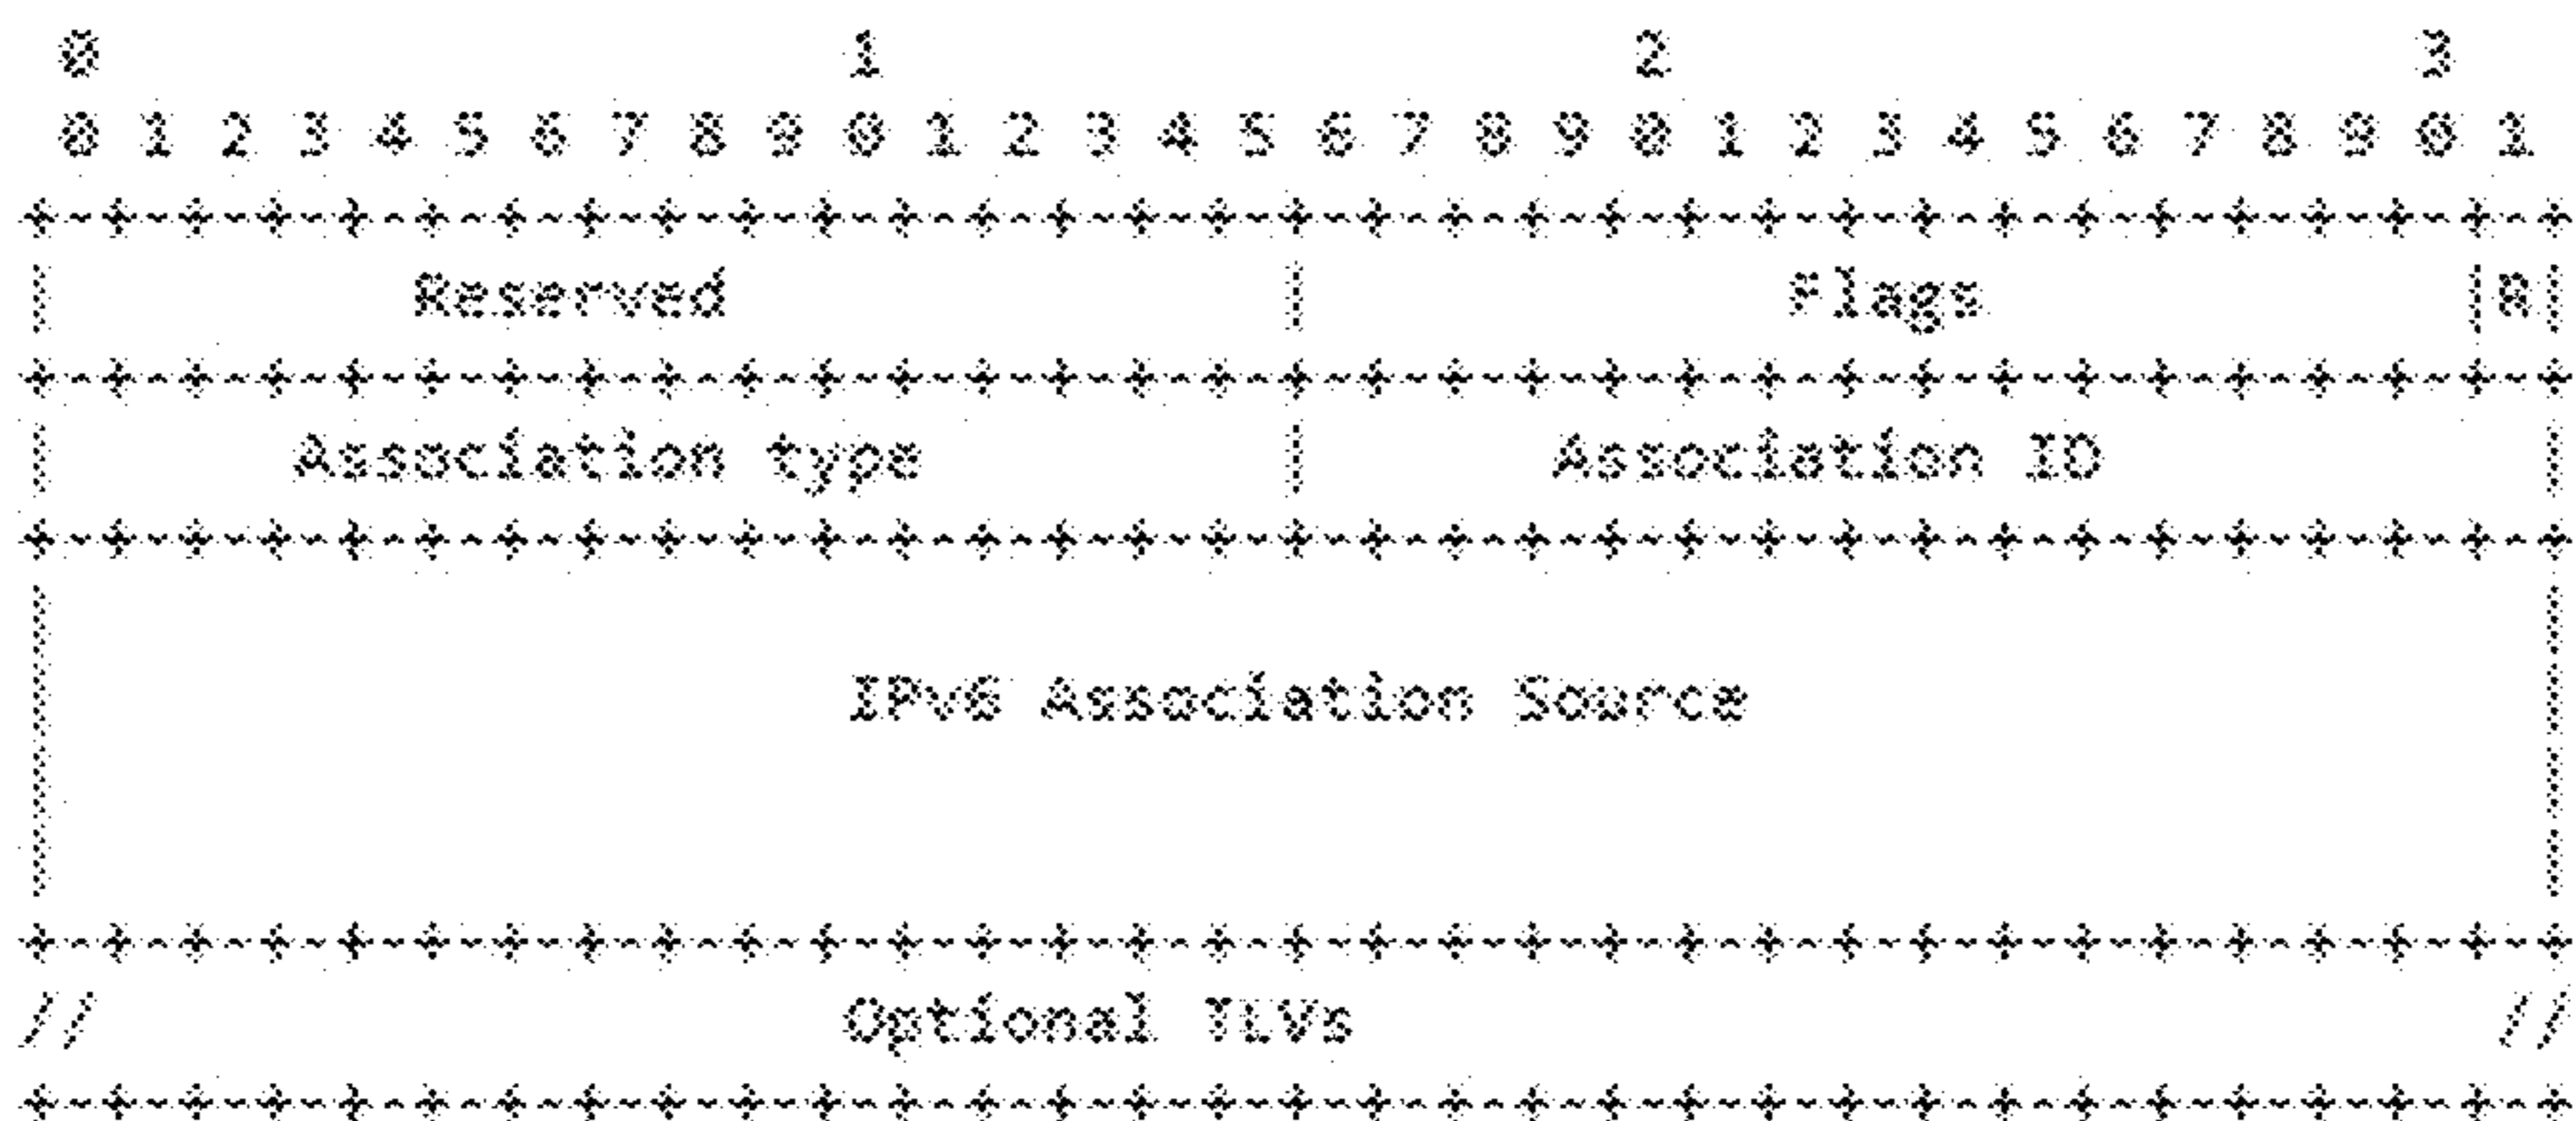 0                   1                   2                   3
0 1 2 3 4 5 6 7 8 9 0 1 2 3 4 5 6 7 8 9 0 1 2 3 4 5 6 7 8 9 0 1
+-+-+-+-+-+-+-+-+-+-+-+-+-+-+-+-+-+-+-+-+-+-+-+-+-+-+-+-+-+-+-+-+
|         Reserved              |            Flags            |R|
+-+-+-+-+-+-+-+-+-+-+-+-+-+-+-+-+-+-+-+-+-+-+-+-+-+-+-+-+-+-+-+-+
|      Association type         |      Association ID           |
+-+-+-+-+-+-+-+-+-+-+-+-+-+-+-+-+-+-+-+-+-+-+-+-+-+-+-+-+-+-+-+-+
|                    IPv6 Association Source                    |
+-+-+-+-+-+-+-+-+-+-+-+-+-+-+-+-+-+-+-+-+-+-+-+-+-+-+-+-+-+-+-+-+
//                   Optional TLVs                             //
+-+-+-+-+-+-+-+-+-+-+-+-+-+-+-+-+-+-+-+-+-+-+-+-+-+-+-+-+-+-+-+-+